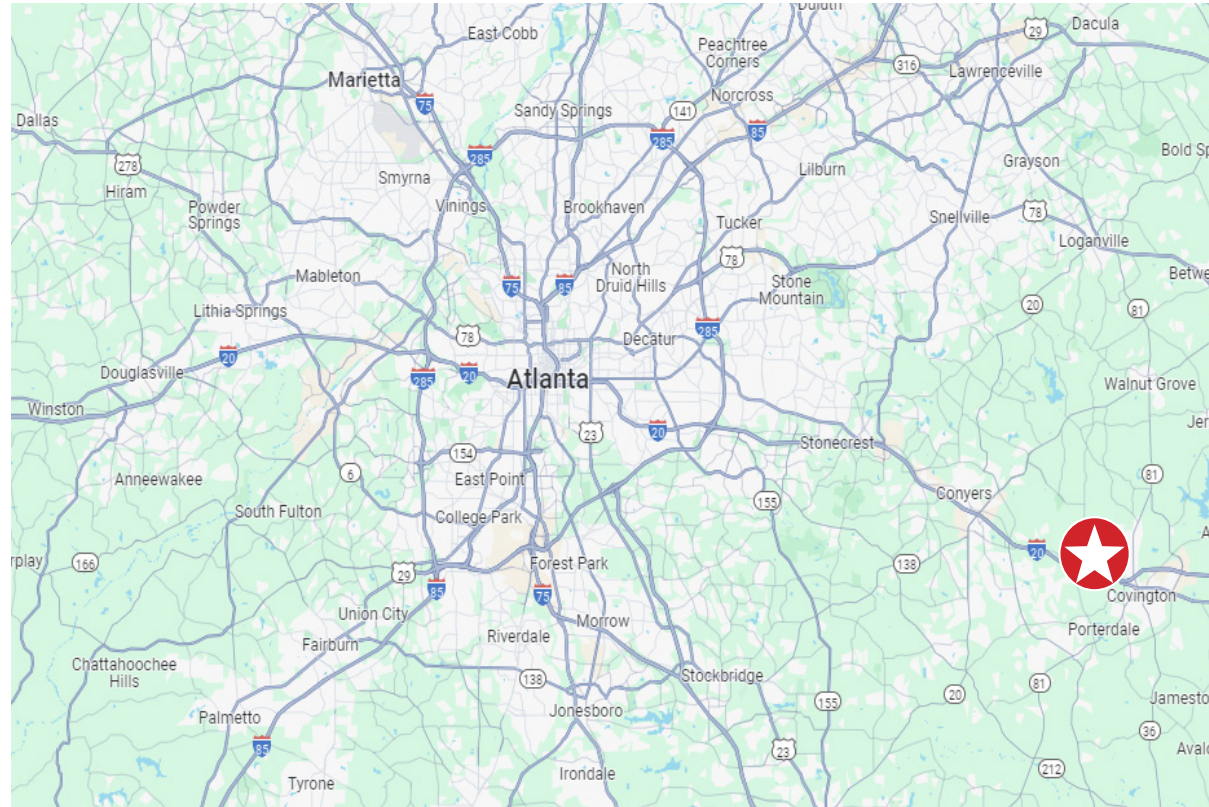 Duluth
Dacula
29
East Cobb
Peachtree
Corners
316
Lawrenceville
Marietta
75
Norcross
Sandy Springs
141
Dallas
85
285
285
278
Hiram
Grayson
Bold Sp
Smyrna
Lilburn
Powder
Springs
Vinings
Brookhaven
Tucker
Snellville
78
Loganville
78
North
Druid Hills
Mableton
75
85
Stone
Mountain
Betwe
Lithia Springs
20
81
78
Decatur
285
20
Douglasville
285
20
Atlanta
Walnut Grove
Winston
23
20
Jer
Stonecrest
154
6
Anneewakee
East Point
81
155
Conyers
South Fulton
College Park
20
A
rplay
166
29
Forest Park
138
85
75
Covington
Union City
Morrow
Riverdale
Porterdale
Fairburn
Chattahoochee
Hills
138
Stockbridge
155
20
81
Jamesto
Palmetto
Jonesboro
36
85
23
Avalo
Irondale
212
Tyrone